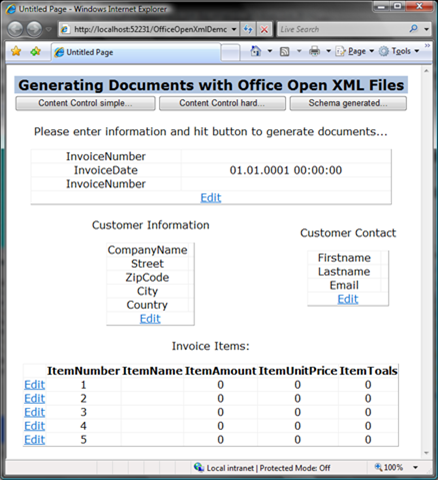 Untitled Page - Windows Internet Explorer
http://localhost:52231/OfficeOpenXmlDemo
Live Search
Untitled Page
Page
Tools
Generating Documents with Office Open XML Files
Content Control simple... Content Control hard... Schema generated...
Please enter information and hit button to generate documents...
InvoiceNumber
InvoiceDate 01.01.0001 00:00:00
InvoiceNumber
Edit
Customer Information
CompanyName
Street
ZipCode
City
Country
Edit
Customer Contact
Firstname
Lastname
Email
Edit
Invoice Items:
ItemNumber ItemName ItemAmount ItemUnitPrice ItemToals
Edit 1 0 0 0
Edit 2 0 0 0
Edit 3 0 0 0
Edit 4 0 0 0
Edit 5 0 0 0
Local intranet | Protected Mode: Off
100%